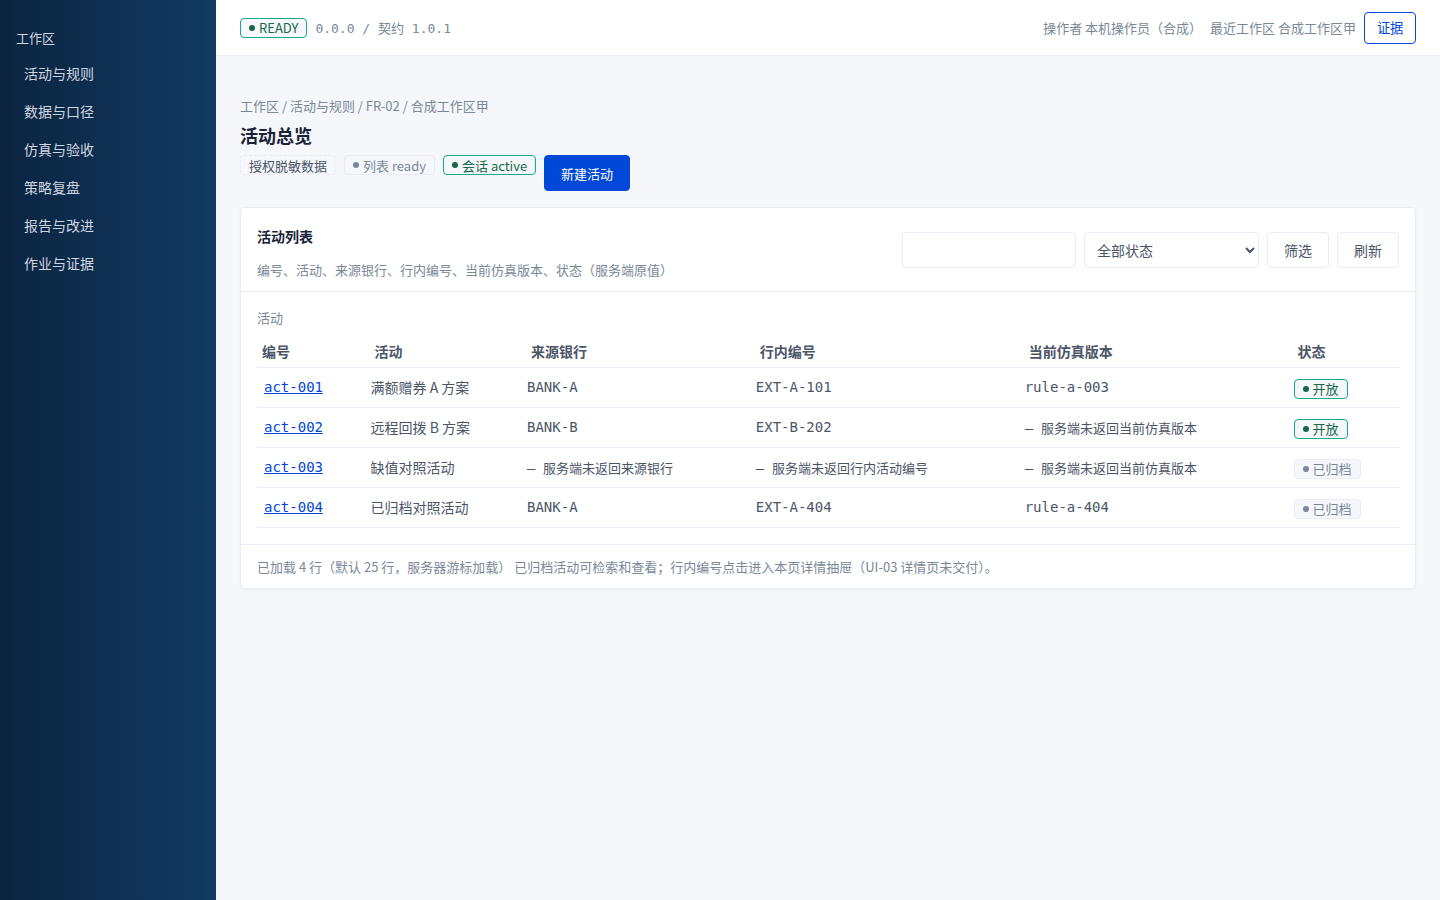 工作区
活动与规则
数据与口径
仿真与验收
策略复盘
报告与改进
作业与证据
READY 0.0.0 / 契约 1.0.1
操作者 本机操作员（合成） 最近工作区 合成工作区甲 证据
工作区 / 活动与规则 / FR-02 / 合成工作区甲
活动总览
授权脱敏数据 列表 ready 会话 active 新建活动
活动列表
编号、活动、来源银行、行内编号、当前仿真版本、状态（服务端原值）
全部状态 筛选 刷新
活动
编号 活动 来源银行 行内编号 当前仿真版本 状态
act-001 满额赠券 A 方案 BANK-A EXT-A-101 rule-a-003 开放
act-002 远程回拨 B 方案 BANK-B EXT-B-202 — 服务端未返回当前仿真版本 开放
act-003 缺值对照活动 — 服务端未返回来源银行 — 服务端未返回行内活动编号 — 服务端未返回当前仿真版本 已归档
act-004 已归档对照活动 BANK-A EXT-A-404 rule-a-404 已归档
已加载 4 行（默认 25 行，服务器游标加载） 已归档活动可检索和查看；行内编号点击进入本页详情抽屉（UI-03 详情页未交付）。